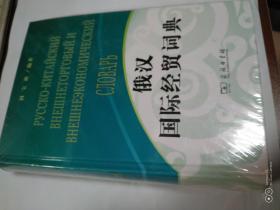 РУССКО-КИТАЙСКИЙ
ВНЕШНЕТОРГОВЫЙ И
ВНЕШНЕЭКОНОМИЧЕСКИЙ
СЛОВАРЬ
俄汉
国际经贸词典
商务印书馆